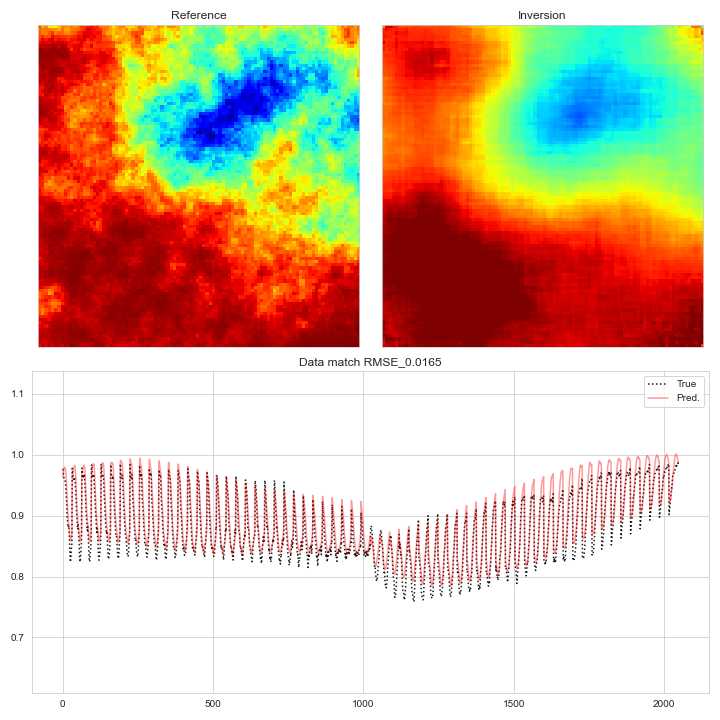 Reference
Inversion
Data match RMSE_0.0165
True
Pred.
1.1
1.0
0.9
0.8
0.7
0
500
1000
1500
2000